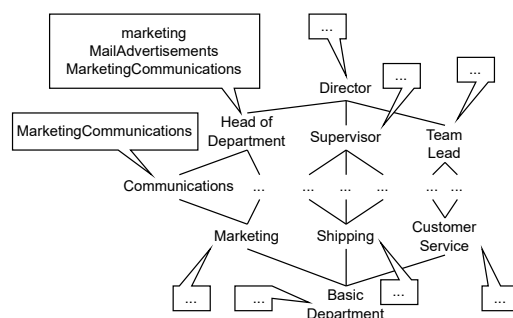 marketing
MailAdvertisements
MarketingCommunications
...
...
...
Director
MarketingCommunications
Head of
Department
Supervisor
Team
Lead
Communications
...
...
...
...
...
...
Marketing
Shipping
Customer
Service
...
...
Basic
Department
...
...